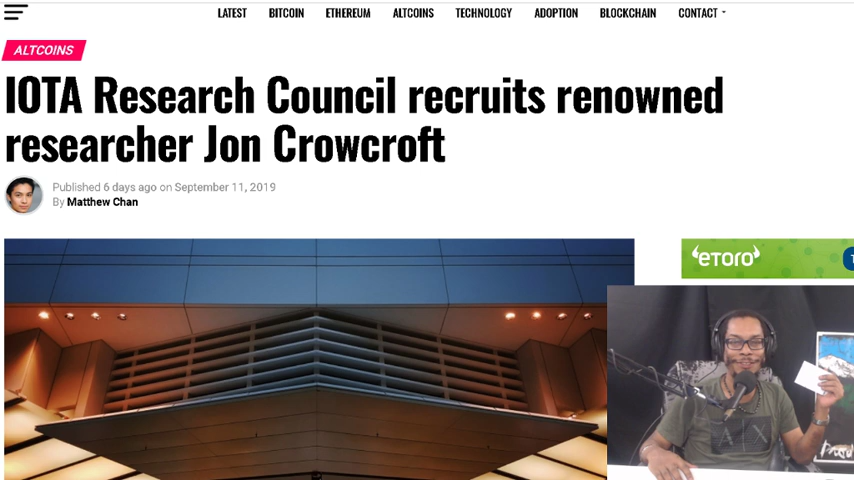 LATEST BITCOIN ETHEREUM ALTCOINS TECHNOLOGY ADOPTION BLOCKCHAIN CONTACT
ALTCOINS
IOTA Research Council recruits renowned
researcher Jon Crowcroft
Published 6 days ago on September 11, 2019
By Matthew Chan
eToro
A|X